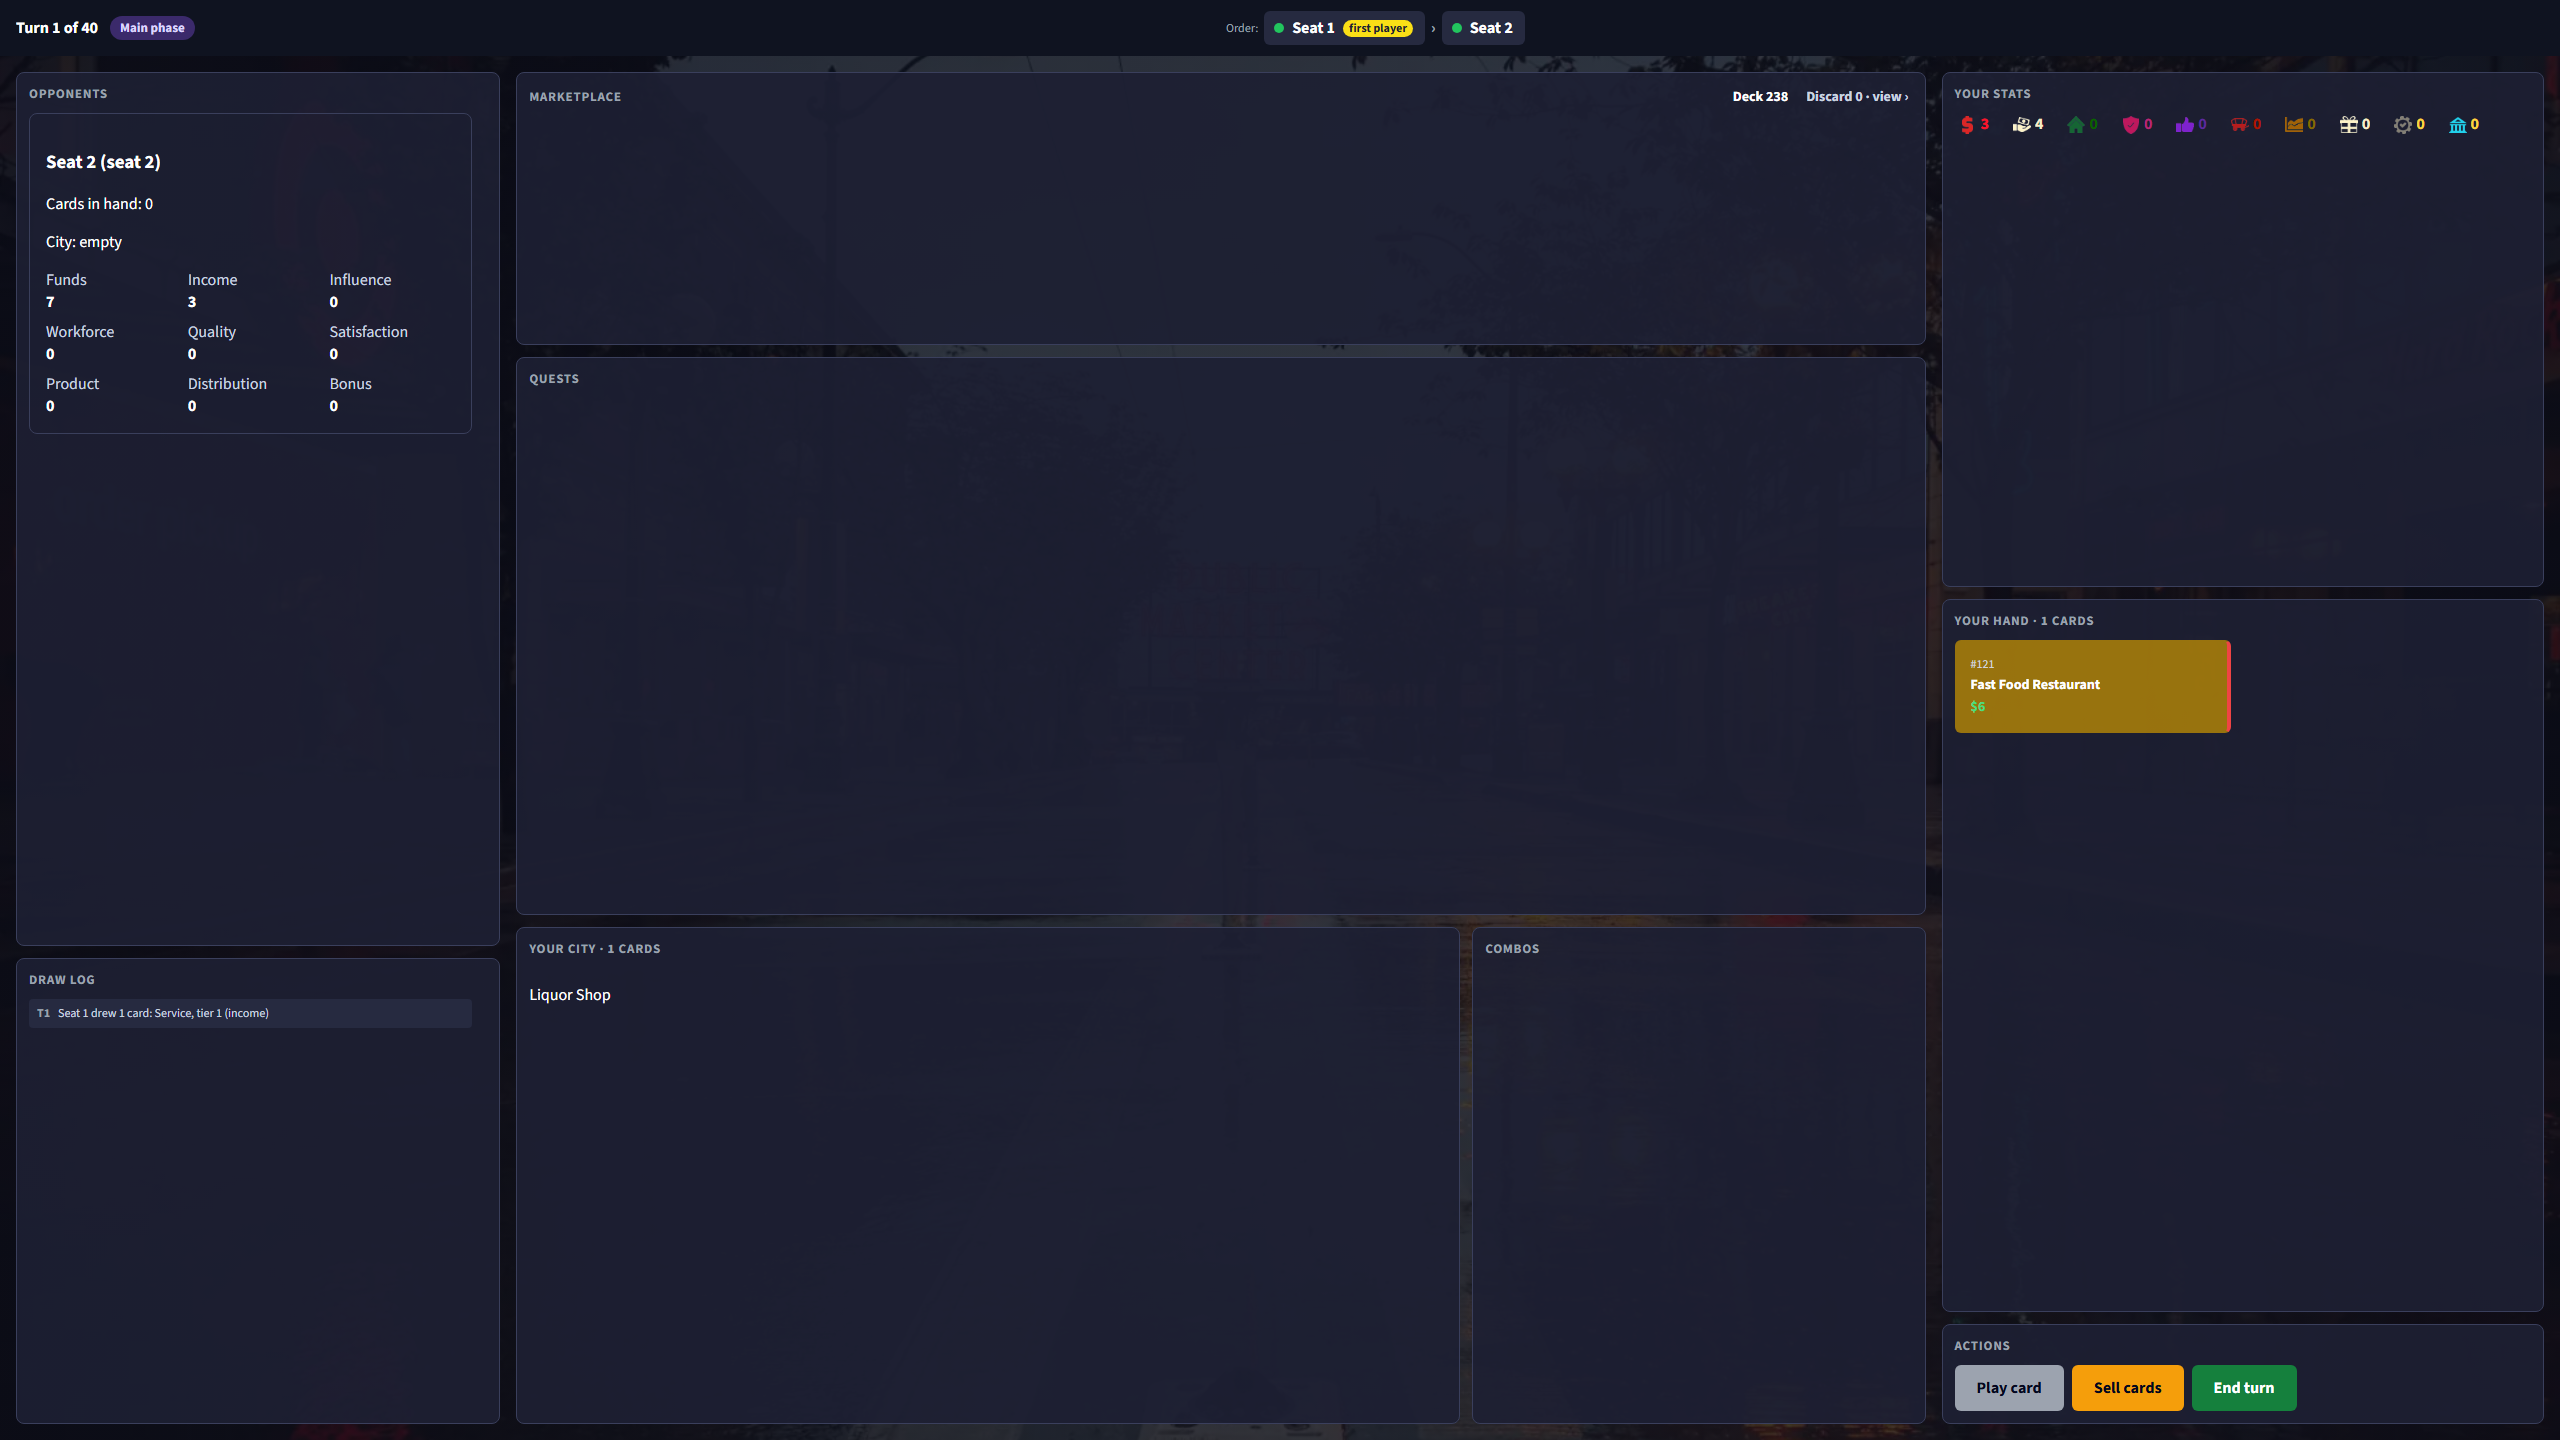 Turn 1 of 40 Main phase
Order: Seat 1 first player › Seat 2
OPPONENTS
Seat 2 (seat 2)
Cards in hand: 0
City: empty
Funds Income Influence
7 3 0
Workforce Quality Satisfaction
0 0 0
Product Distribution Bonus
0 0 0
DRAW LOG
T1 Seat 1 drew 1 card: Service, tier 1 (income)
MARKETPLACE Deck 238 Discard 0 · view ›
QUESTS
YOUR CITY · 1 CARDS
Liquor Shop
COMBOS
YOUR STATS
3 4 0 0 0 0 0 0 0 0
YOUR HAND · 1 CARDS
#121
Fast Food Restaurant
$6
ACTIONS
Play card Sell cards End turn